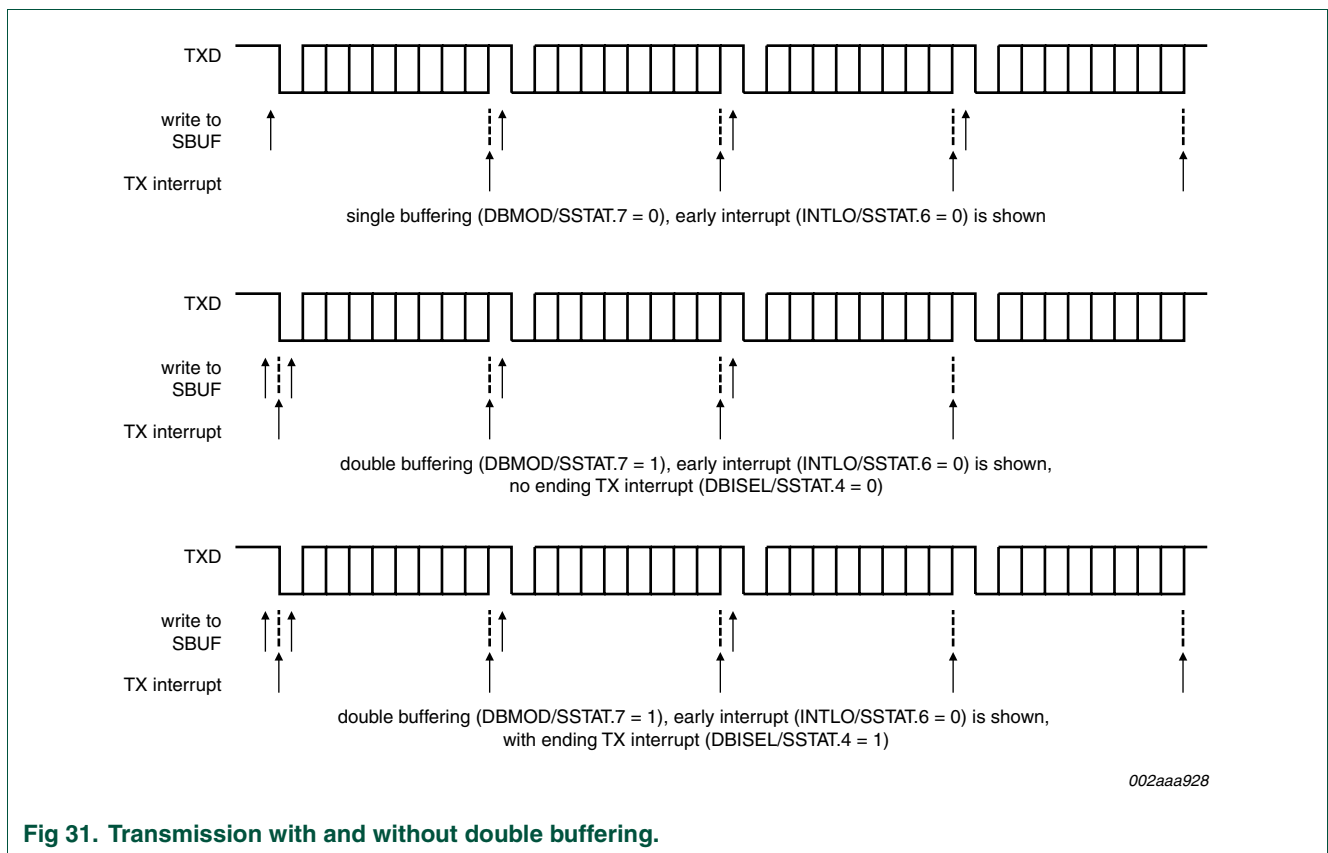 TXD
write to
SBUF
TX interrupt
single buffering (DBMOD/SSTAT.7 = 0), early interrupt (INTLO/SSTAT.6 = 0) is shown
TXD
write to
SBUF
TX interrupt
double buffering (DBMOD/SSTAT.7 = 1), early interrupt (INTLO/SSTAT.6 = 0) is shown,
no ending TX interrupt (DBISEL/SSTAT.4 = 0)
TXD
write to
SBUF
TX interrupt
double buffering (DBMOD/SSTAT.7 = 1), early interrupt (INTLO/SSTAT.6 = 0) is shown,
with ending TX interrupt (DBISEL/SSTAT.4 = 1)
002aaa928
Fig 31. Transmission with and without double buffering.